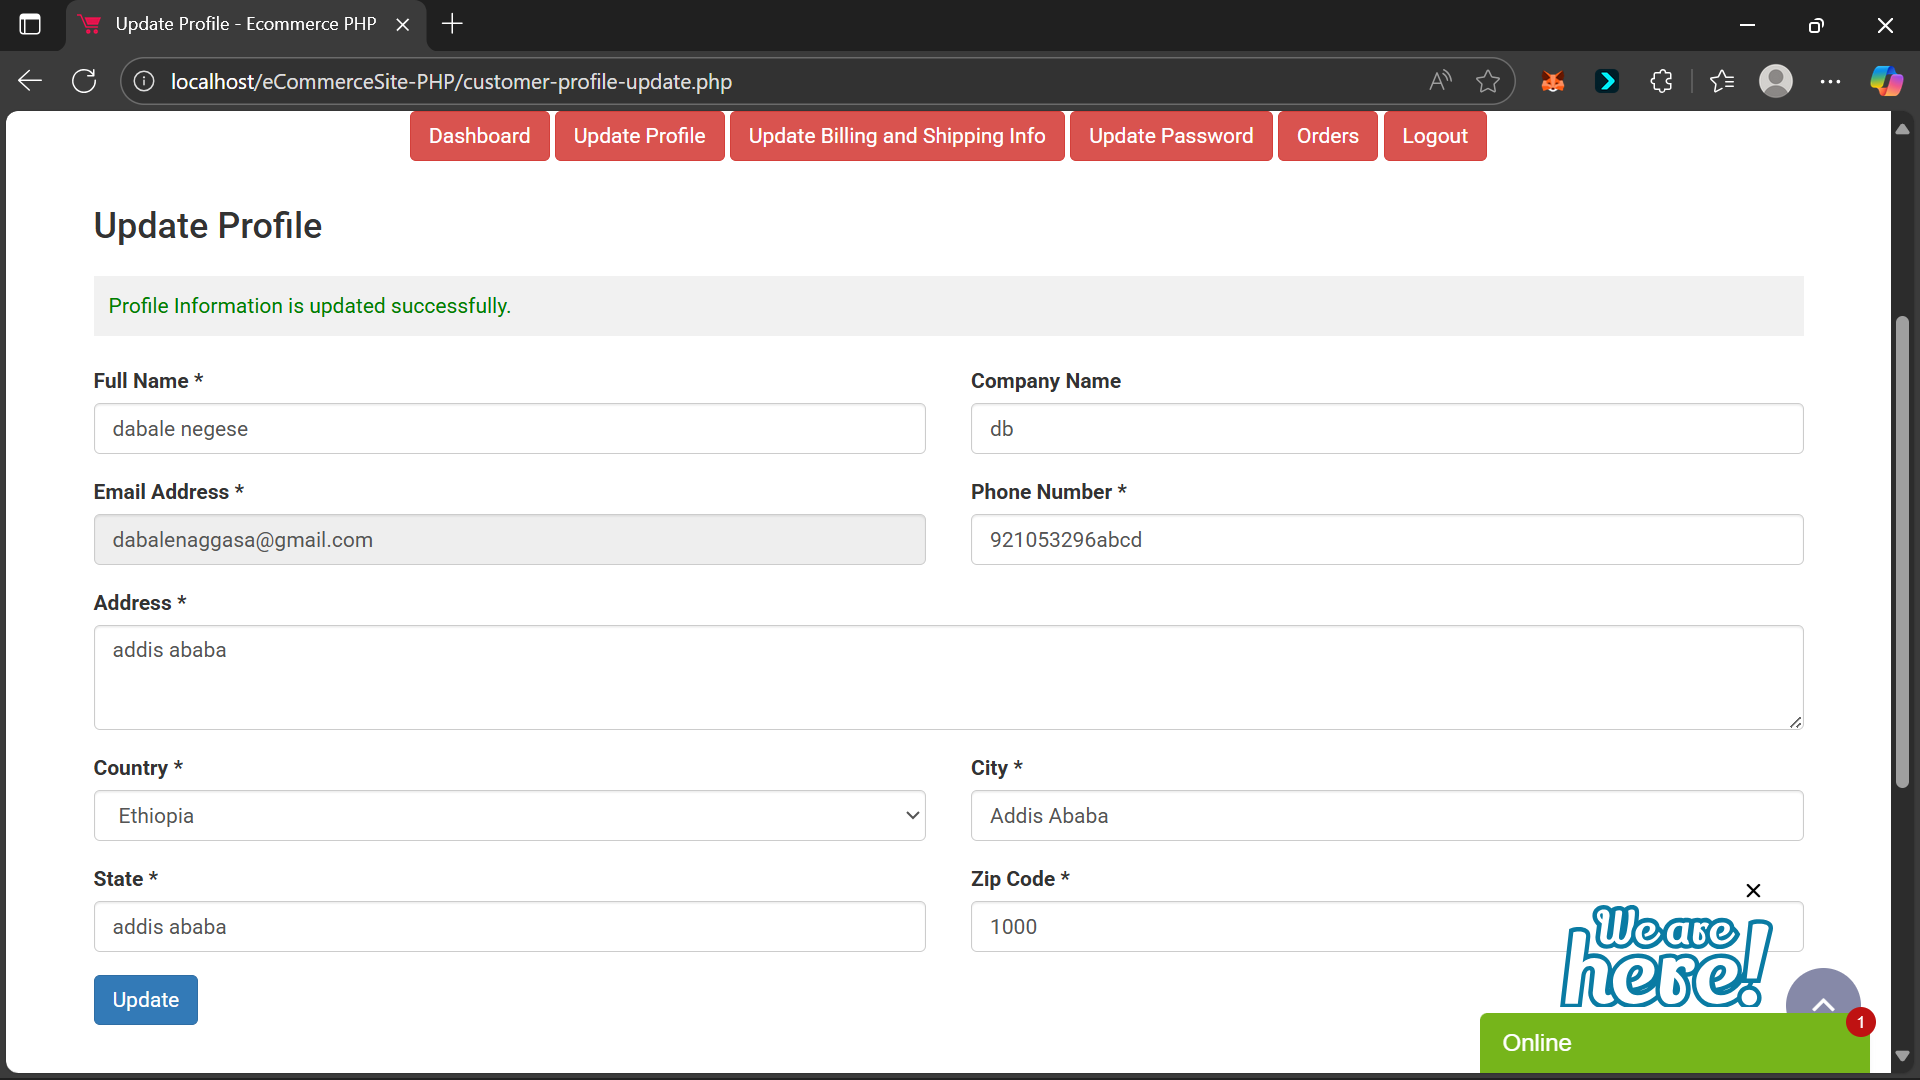 Update Profile - Ecommerce PHP
localhost/eCommerceSite-PHP/customer-profile-update.php
Dashboard
Update Profile
Update Billing and Shipping Info
Update Password
Orders
Logout
Update Profile
Profile Information is updated successfully.
Full Name *
Company Name
dabale negese
db
Email Address *
Phone Number *
dabalenaggasa@gmail.com
921053296abcd
Address *
addis ababa
Country *
City *
Ethiopia
Addis Ababa
State *
Zip Code *
addis ababa
1000
We are
here!
Update
1
Online